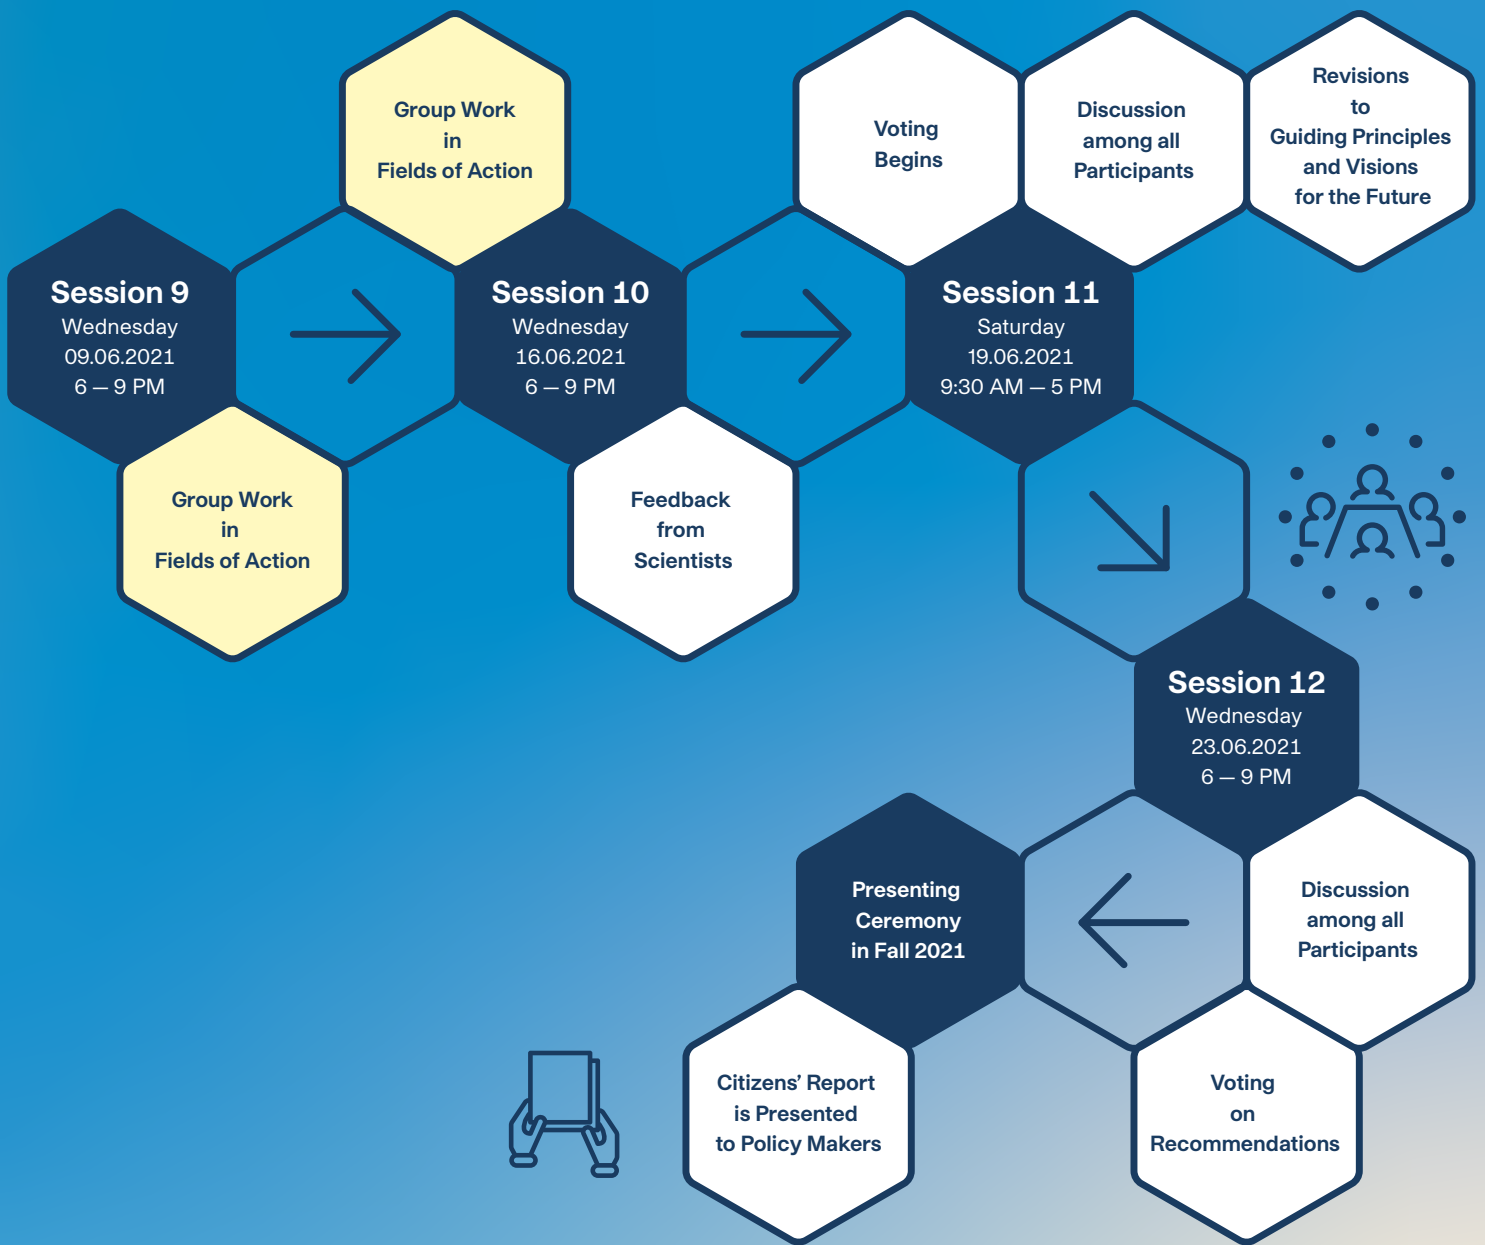 Group Work
in
Fields of Action
Voting
Begins
Discussion
among all
Participants
Revisions
to
Guiding Principles
and Visions
for the Future
Session 9
Wednesday
09.06.2021
6 — 9 PM
Session 10
Wednesday
16.06.2021
6 — 9 PM
Session 11
Saturday
19.06.2021
9:30 AM — 5 PM
Group Work
in
Fields of Action
Feedback
from
Scientists
Session 12
Wednesday
23.06.2021
6 — 9 PM
Presenting
Ceremony
in Fall 2021
Discussion
among all
Participants
Citizens’ Report
is Presented
to Policy Makers
Voting
on
Recommendations